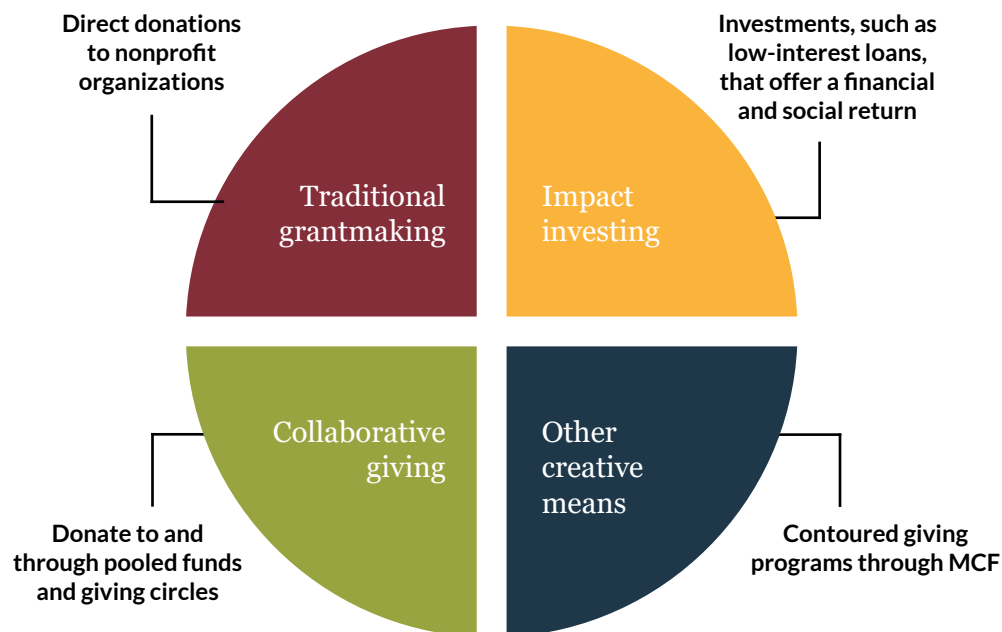 Direct donations
to nonprofit
organizations
Investments, such as
low-interest loans,
that offer a financial
and social return
Traditional
grantmaking
Impact
investing
Collaborative
giving
Other
creative
means
Donate to and
through pooled funds
and giving circles
Contoured giving
programs through MCF